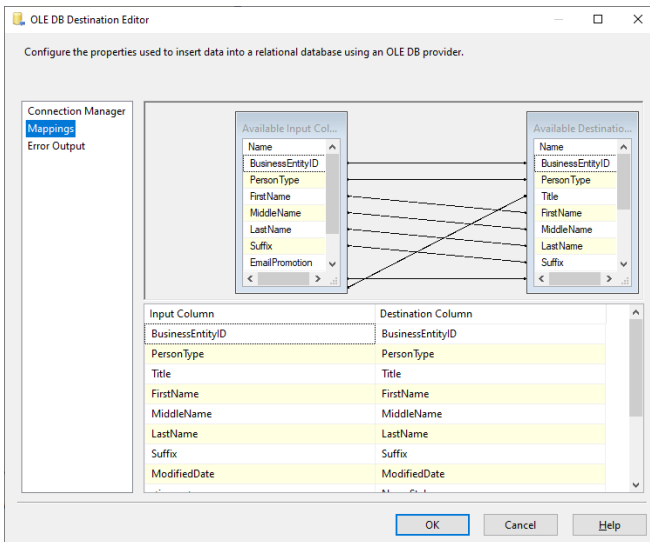 OLE DB Destination Editor
Configure the properties used to insert data into a relational database using an OLE DB provider.
Connection Manager
Mappings
Error Output
Available Input Col...
Name
BusinessEntityID
PersonType
FirstName
MiddleName
LastName
Suffix
EmailPromotion
Available Destinatio...
Name
BusinessEntityID
PersonType
Title
FirstName
MiddleName
LastName
Suffix
Input Column Destination Column
BusinessEntityID BusinessEntityID
PersonType PersonType
Title Title
FirstName FirstName
MiddleName MiddleName
LastName LastName
Suffix Suffix
ModifiedDate ModifiedDate
OK Cancel Help